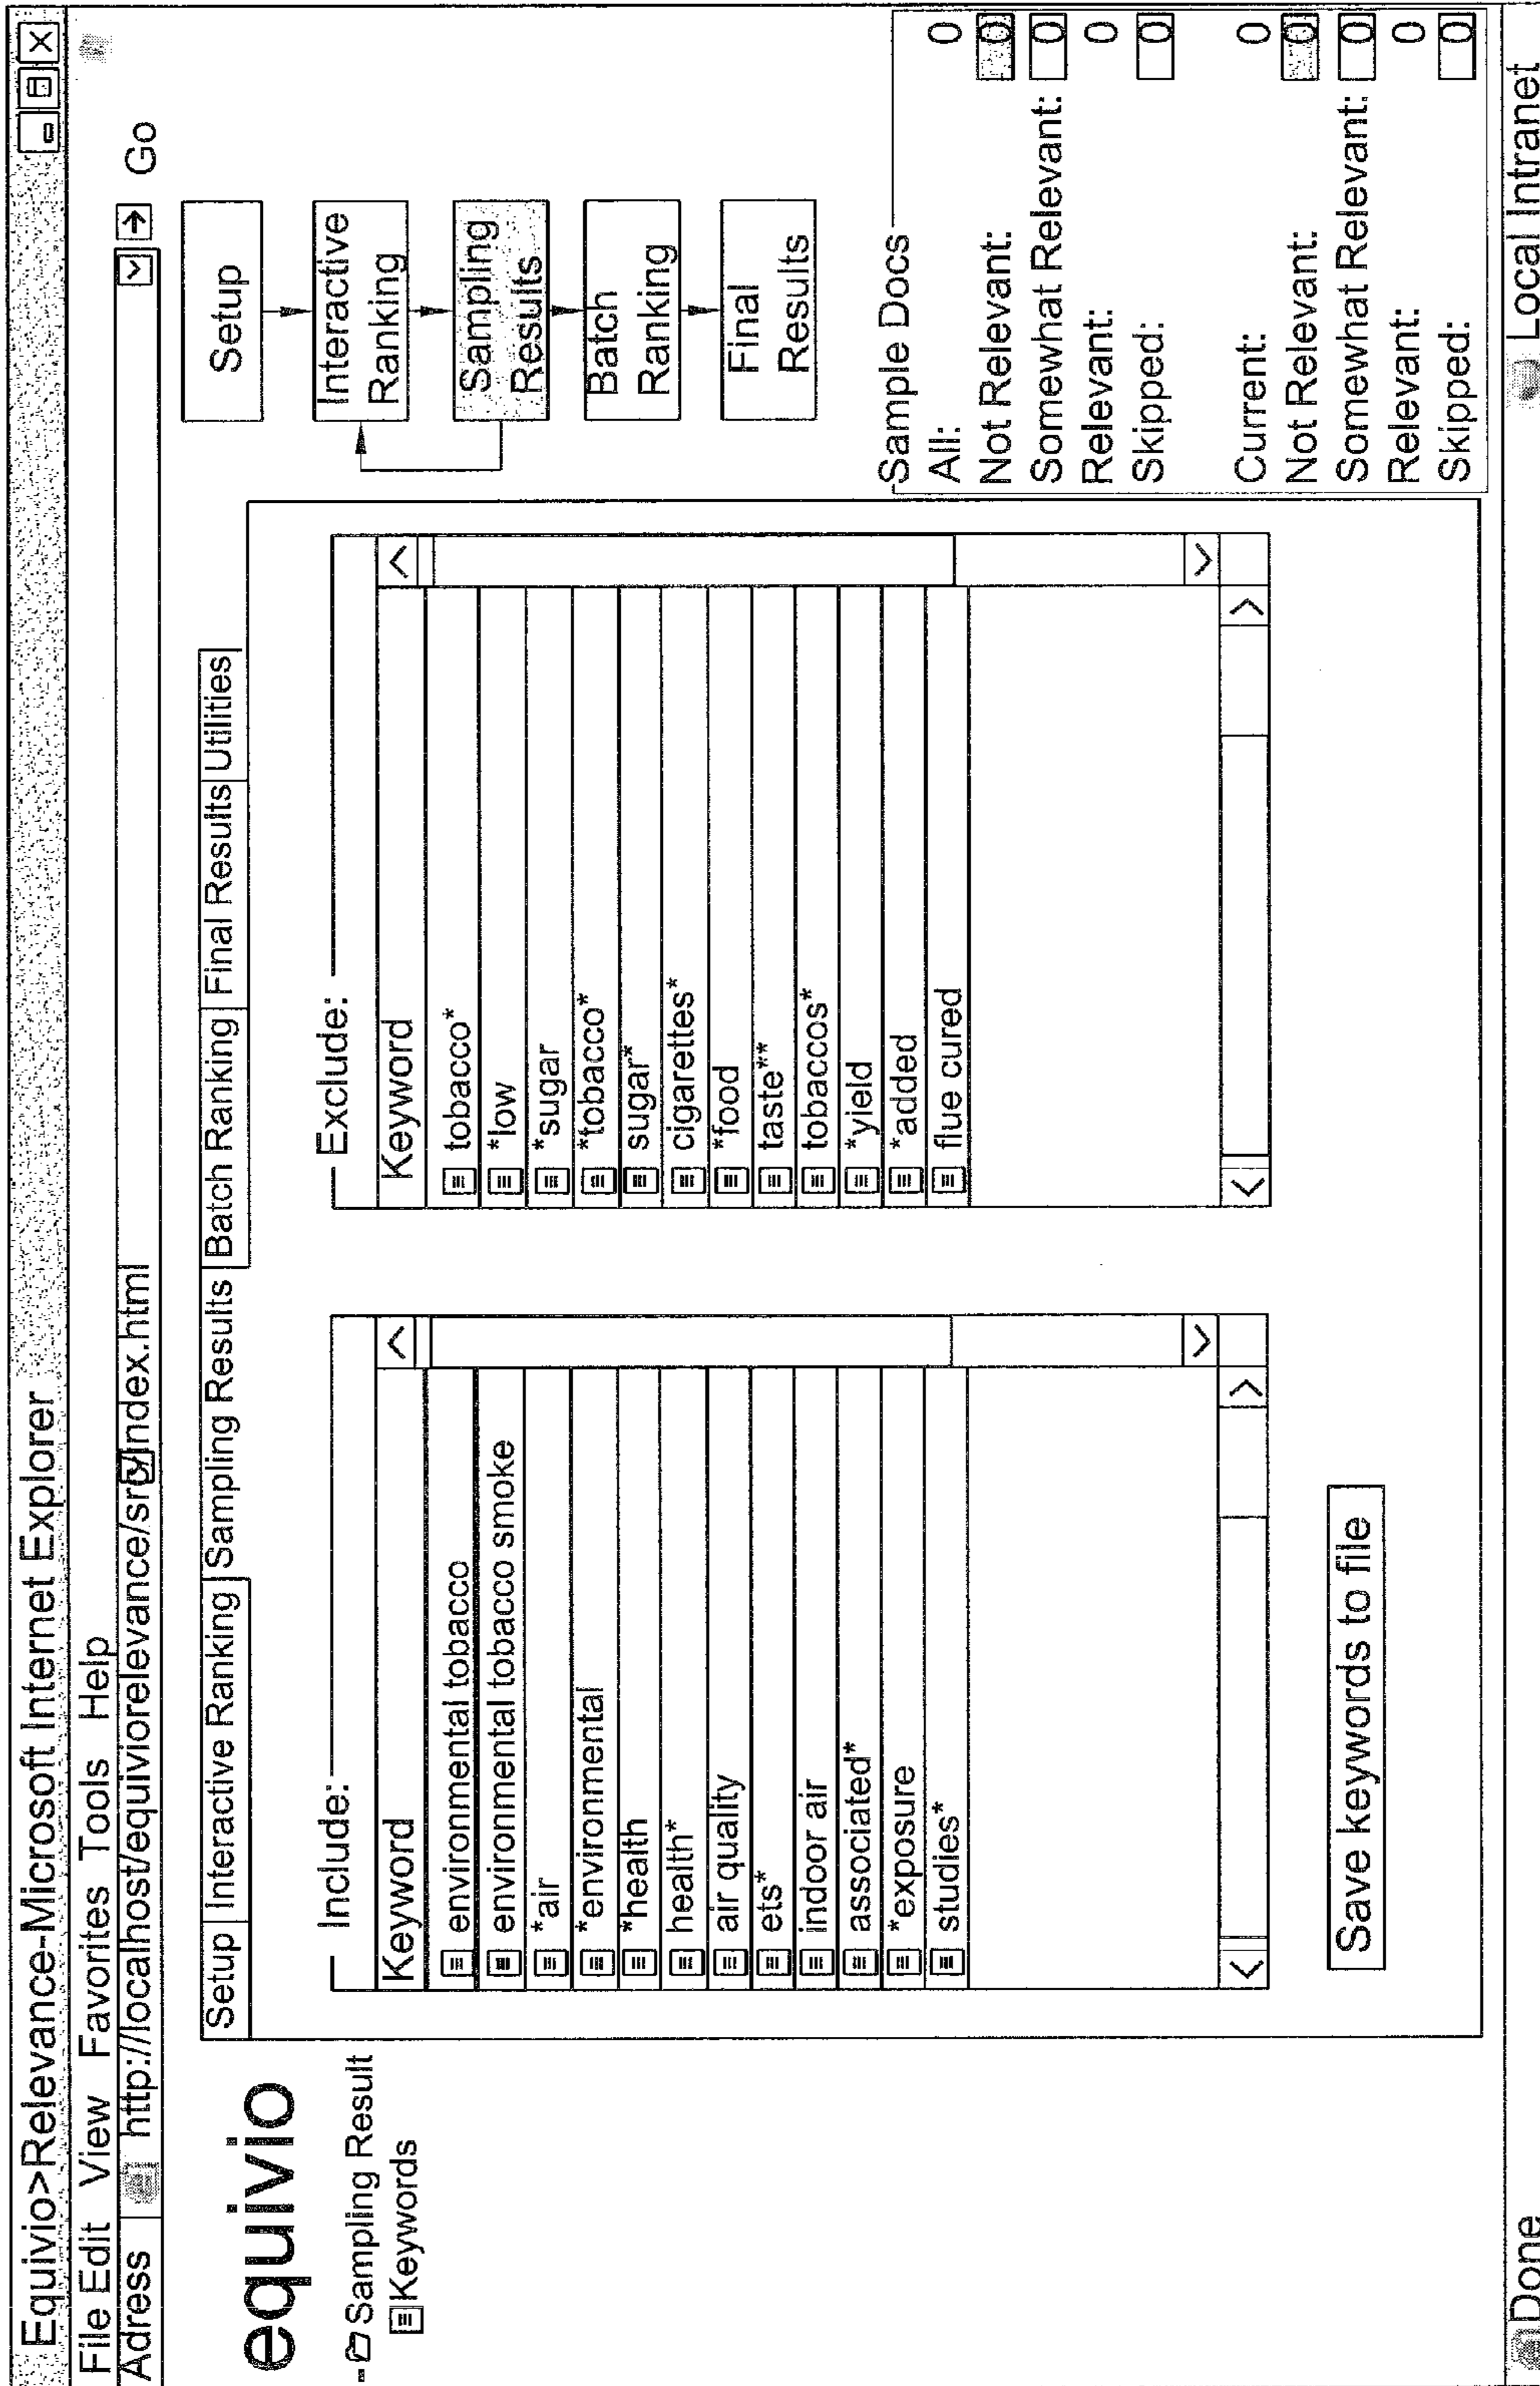 Equivio>Relevance-Microsoft Internet Explorer
File Edit View Favorites Tools Help
Adress http://localhost/equiviorelevance/src/index.html Go
equivio
Sampling Result
Keywords
Setup Interactive Ranking Sampling Results Batch Ranking Final Results Utilities
Include:
Keyword
environmental tobacco
environmental tobacco smoke
*air
*environmental
*health
health*
air quality
ets*
indoor air
associated*
*exposure
studies*
Save keywords to file
Exclude:
Keyword
tobacco*
*low
*sugar
*tobacco*
sugar*
cigarettes*
*food
taste**
tobaccos*
*yield
*added
flue cured
Setup
Interactive
Ranking
Sampling
Results
Batch
Ranking
Final
Results
Sample Docs
All: 0
Not Relevant: 0
Somewhat Relevant: 0
Relevant: 0
Skipped: 0
Current: 0
Not Relevant: 0
Somewhat Relevant: 0
Relevant: 0
Skipped: 0
Done Local Intranet